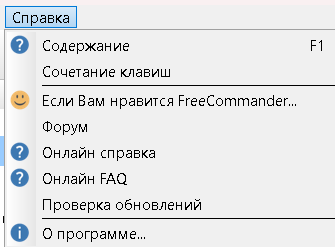 Справка
Содержание F1
Сочетание клавиш
Если Вам нравится FreeCommander...
Форум
Онлайн справка
Онлайн FAQ
Проверка обновлений
О программе...